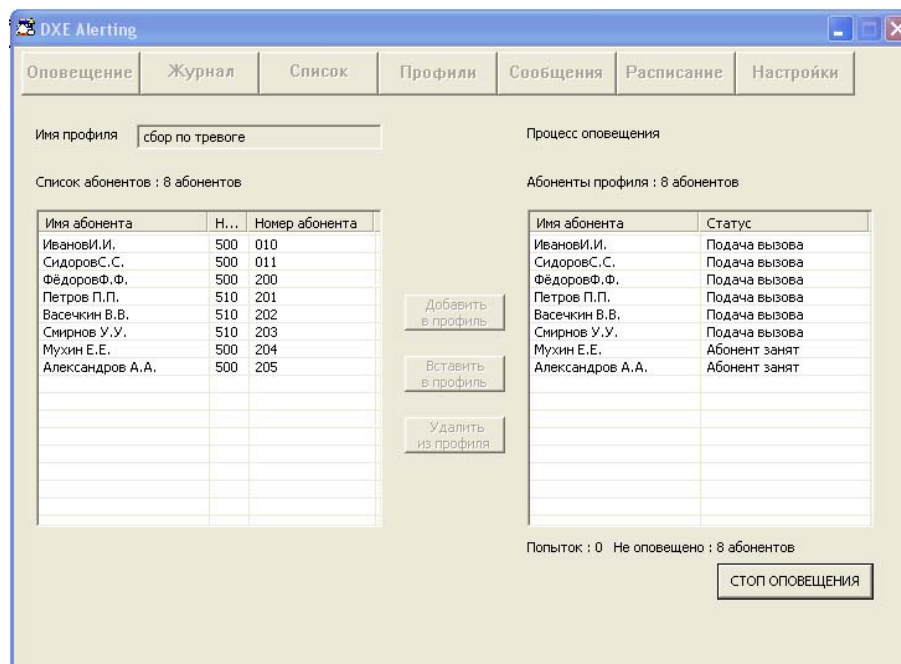 DXE Alerting
Оповещение Журнал Список Профили Сообщения Расписание Настройки
Имя профиля сбор по тревоге
Процесс оповещения
Список абонентов : 8 абонентов
Абоненты профиля : 8 абонентов
Имя абонента Н... Номер абонента
ИвановИ.И. 500 010
СидоровС.С. 500 011
ФёдоровФ.Ф. 500 200
Петров П.П. 510 201
Васечкин В.В. 510 202
Смирнов У.У. 510 203
Мухин Е.Е. 500 204
Александров А.А. 500 205
Добавить
в профиль
Вставить
в профиль
Удалить
из профиля
Имя абонента Статус
ИвановИ.И. Подача вызова
СидоровС.С. Подача вызова
ФёдоровФ.Ф. Подача вызова
Петров П.П. Подача вызова
Васечкин В.В. Подача вызова
Смирнов У.У. Подача вызова
Мухин Е.Е. Абонент занят
Александров А.А. Абонент занят
Попыток : 0 Не оповещено : 8 абонентов
СТОП ОПОВЕЩЕНИЯ